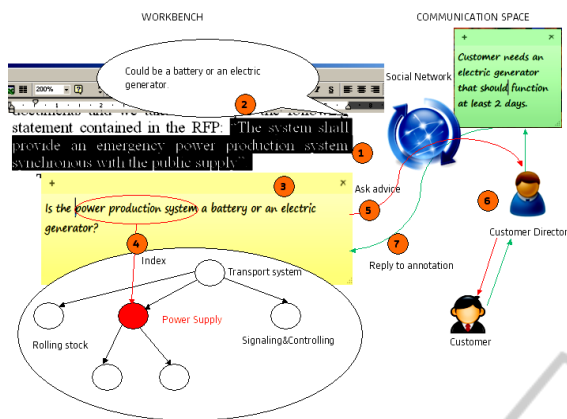 WORKBENCH
COMMUNICATION SPACE
Could be a battery or an electric
generator.
200%
2
Social Network
Customer needs an
electric generator
that should function
at least 2 days.
statement contained in the RFP: “The system shall
provide an emergency power production system
synchronous with the public supply”
1
3
Ask advice
Is the power production system a battery or an electric
generator?
5
6
4
7
Customer Director
Index
Reply to annotation
Transport system
Power Supply
Rolling stock
Signaling&Controlling
Customer